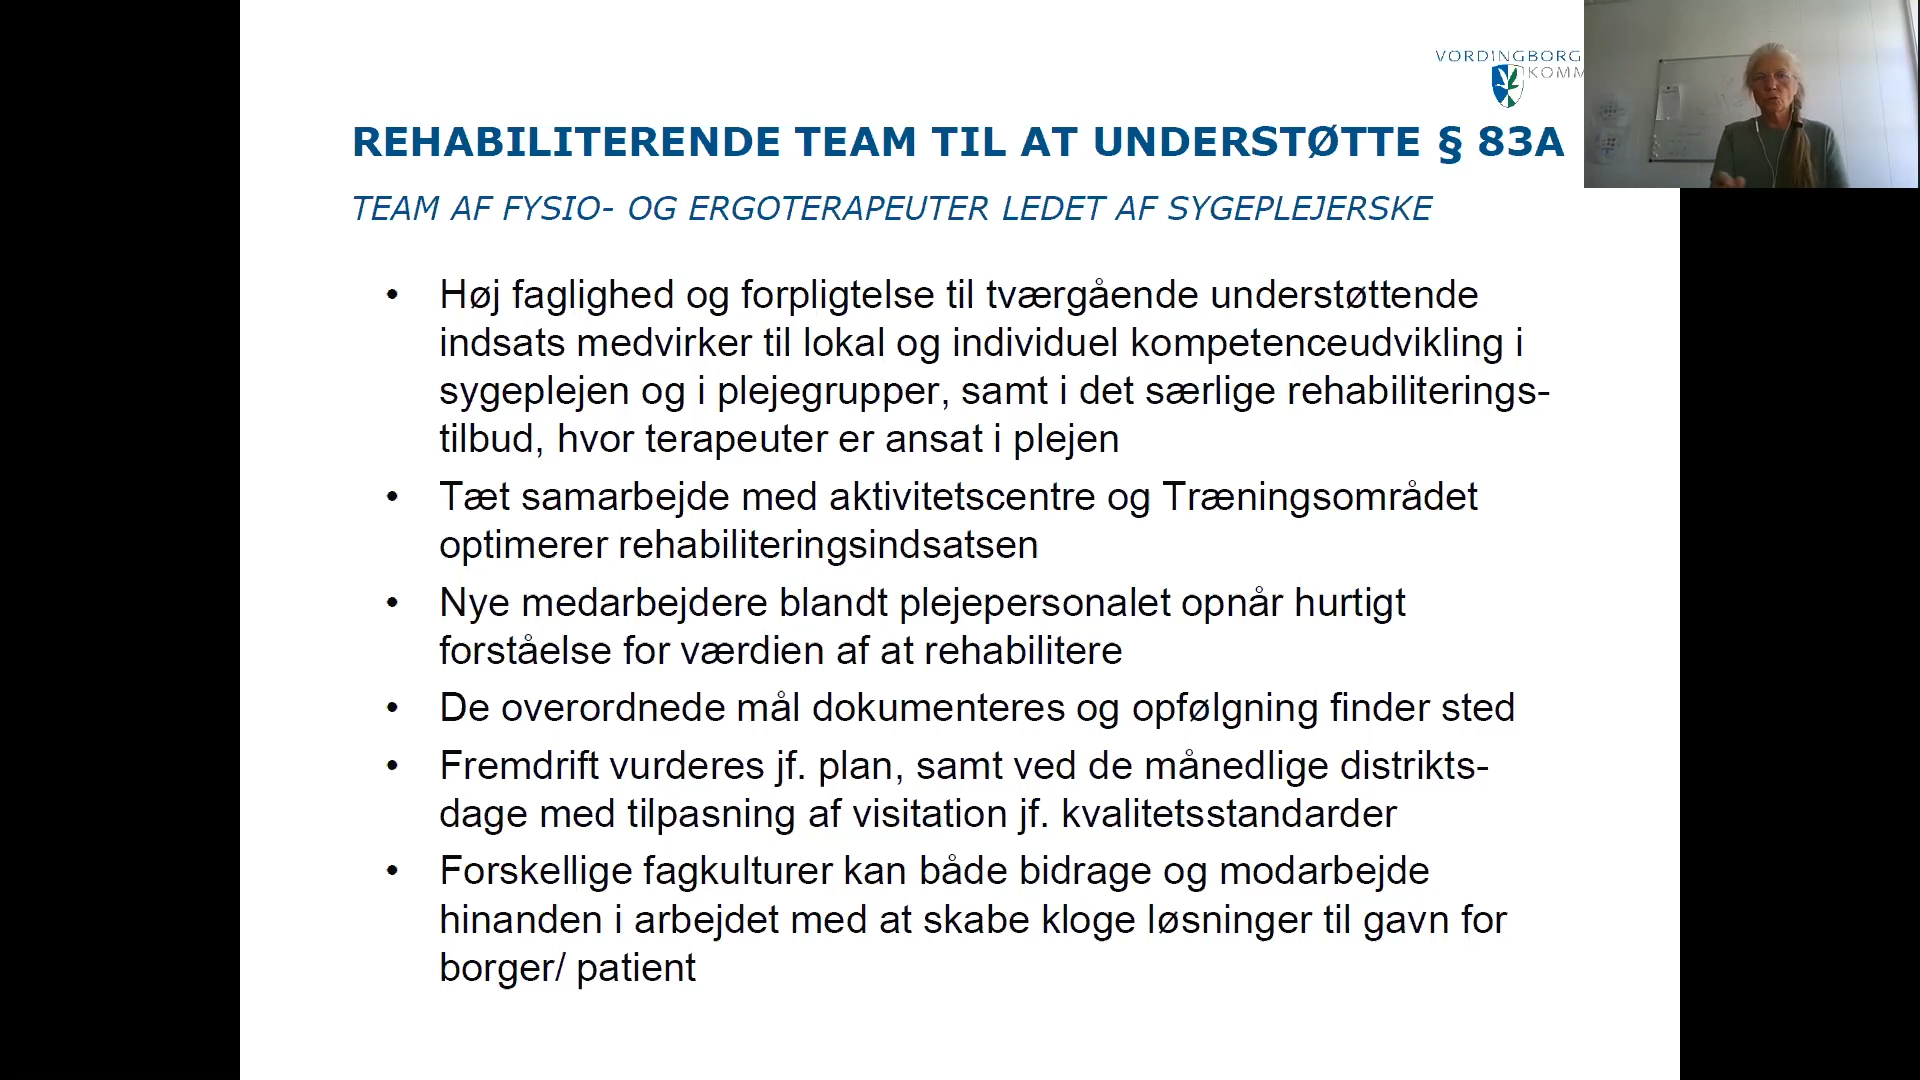 VORDINGBORG
KOMM
REHABILITERENDE TEAM TIL AT UNDERSTØTTE § 83A
TEAM AF FYSIO- OG ERGOTERAPEUTER LEDET AF SYGEPLEJERSKE
• Høj faglighed og forpligtelse til tværgående understøttende
indsats medvirker til lokal og individuel kompetenceudvikling i
sygeplejen og i plejegrupper, samt i det særlige rehabiliterings-
tilbud, hvor terapeuter er ansat i plejen
• Tæt samarbejde med aktivitetscentre og Træningsområdet
optimerer rehabiliteringsindsatsen
• Nye medarbejdere blandt plejepersonalet opnår hurtigt
forståelse for værdien af at rehabilitere
• De overordnede mål dokumenteres og opfølgning finder sted
• Fremdrift vurderes jf. plan, samt ved de månedlige distrikts-
dage med tilpasning af visitation jf. kvalitetsstandarder
• Forskellige fagkulturer kan både bidrage og modarbejde
hinanden i arbejdet med at skabe kloge løsninger til gavn for
borger/ patient